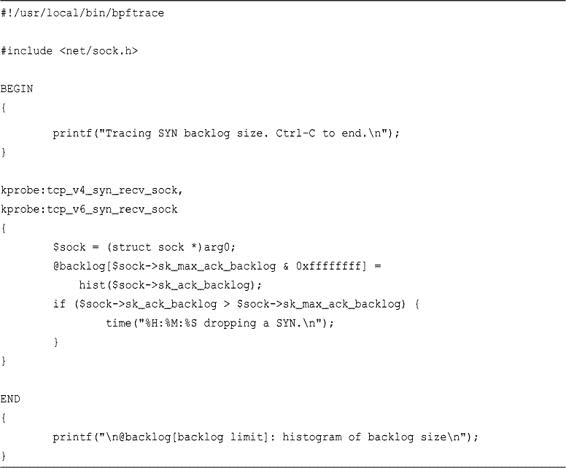 #!/usr/local/bin/bpftrace

#include <net/sock.h>

BEGIN
{
        printf("Tracing SYN backlog size. Ctrl-C to end.\n");
}

kprobe:tcp_v4_syn_recv_sock,
kprobe:tcp_v6_syn_recv_sock
{
        $sock = (struct sock *)arg0;
        @backlog[$sock->sk_max_ack_backlog & 0xffffffff] =
            hist($sock->sk_ack_backlog);
        if ($sock->sk_ack_backlog > $sock->sk_max_ack_backlog) {
                time("%H:%M:%S dropping a SYN.\n");
        }
}

END
{
        printf("\n@backlog[backlog limit]: histogram of backlog size\n");
}